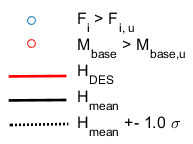 F_i > F_i, u
M_base > M_base,u
H_DES
H_mean
H_mean +- 1.0 σ